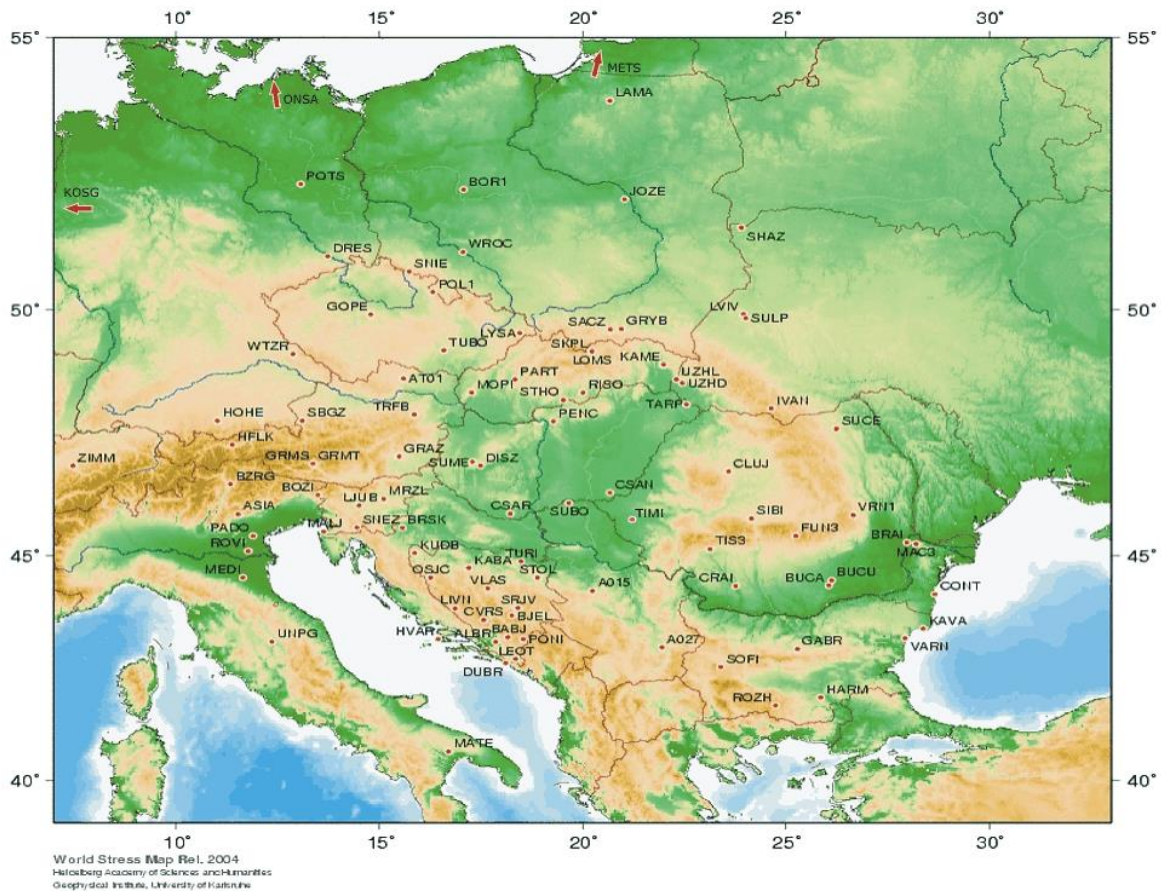 10° 15° 20° 25° 30°
55° 55°
METS
LAMA
ONSA
POTS
BOR1
KOSG
JOZE
SHAZ
WROC
DRES
SNIE
POL1
50° GOPE LVIV 50°
SULP
SACZ GRYB
LYSA
SKPL
TUBO
WTZR
LOMS KAME
PART
UZHL
AT01
MOPI
STHO RISO
UZHD
TRFB
TARP IVAN
HOHE SBGZ
PENC
SUCE
HFLK
ZIMM
GRMS GRMT
GRAZ
SUME DISZ
CLUJ
BZRG
BOZI
LJUB MRZL
CSAN
ASIA
CSAR
SUBO
TIMI
SIBI
VRN1
PADO
MALJ SNEZ BRSK
FUN3
ROVI
TIS3
BRAI
KUDB
TURI
MAC3
45° 45°
MEDI
OSJC
KABA
STOL
VLAS
A015
CRAI
BUCA BUCU
CONT
LIVN
SRJV
CVRS
BJEL
KAVA
UNPG
HVAR
ALBR BABJ
PONI
A027
GABR
VARN
LEOT
SOFI
DUBR
ROZH HARM
MATE
40° 40°
10° 15° 20° 25° 30°
World Stress Map Rel. 2004
Heidelberg Academy of Sciences and Humanities
Geophysical Institute, University of Karlsruhe